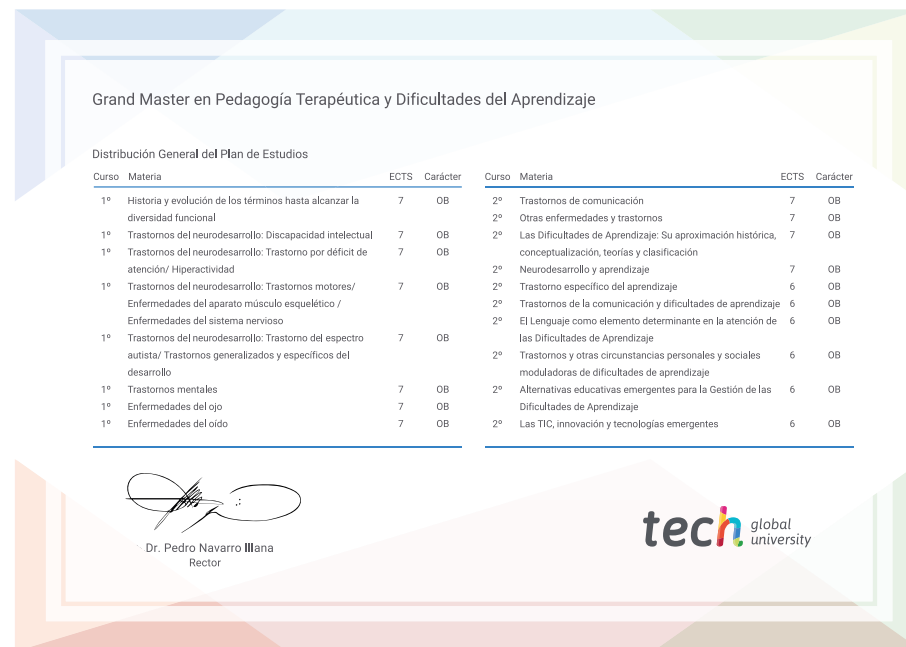 Grand Master en Pedagogía Terapéutica y Dificultades del Aprendizaje
Distribución General del Plan de Estudios
Curso Materia ECTS Carácter
1º Historia y evolución de los términos hasta alcanzar la 7 OB
diversidad funcional
1º Trastornos del neurodesarrollo: Discapacidad intelectual 7 OB
1º Trastornos del neurodesarrollo: Trastorno por déficit de 7 OB
atención/ Hiperactividad
1º Trastornos del neurodesarrollo: Trastornos motores/ 7 OB
Enfermedades del aparato músculo esquelético /
Enfermedades del sistema nervioso
1º Trastornos del neurodesarrollo: Trastorno del espectro 7 OB
autista/ Trastornos generalizados y específicos del
desarrollo
1º Trastornos mentales 7 OB
1º Enfermedades del ojo 7 OB
1º Enfermedades del oído 7 OB
Curso Materia ECTS Carácter
2º Trastornos de comunicación 7 OB
2º Otras enfermedades y trastornos 7 OB
2º Las Dificultades de Aprendizaje: Su aproximación histórica, 7 OB
conceptualización, teorías y clasificación
2º Neurodesarrollo y aprendizaje 7 OB
2º Trastorno específico del aprendizaje 6 OB
2º Trastornos de la comunicación y dificultades de aprendizaje 6 OB
2º El Lenguaje como elemento determinante en la atención de 6 OB
las Dificultades de Aprendizaje
2º Trastornos y otras circunstancias personales y sociales 6 OB
moduladoras de dificultades de aprendizaje
2º Alternativas educativas emergentes para la Gestión de las 6 OB
Dificultades de Aprendizaje
2º Las TIC, innovación y tecnologías emergentes 6 OB
Dr. Pedro Navarro Illana
Rector
tech global
university